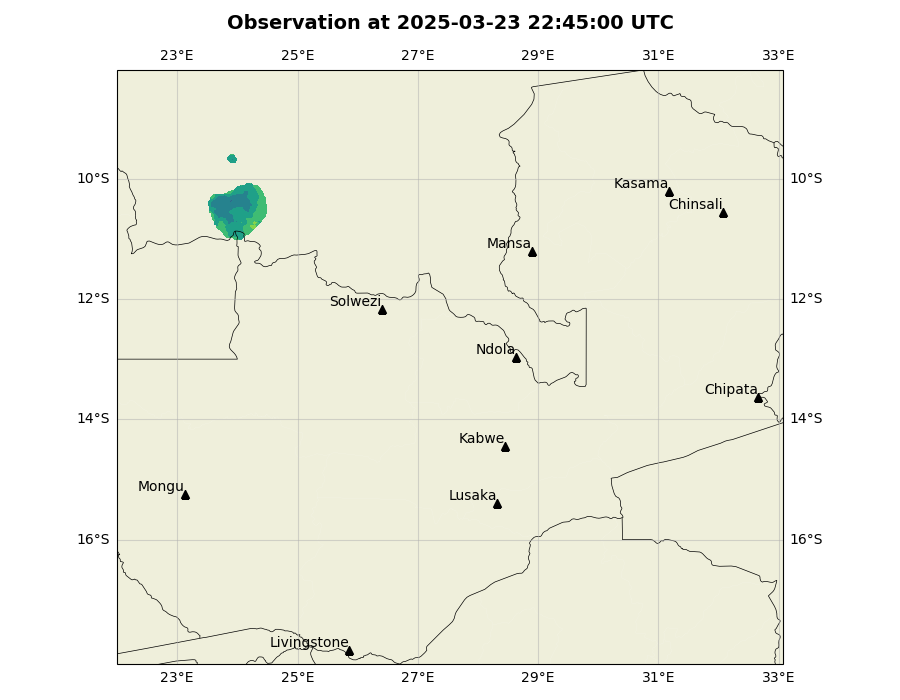 Observation at 2025-03-23 22:45:00 UTC
23°E 25°E 27°E 29°E 31°E 33°E
10°S 10°S
Kasama
Chinsali
Mansa
12°S 12°S
Solwezi
Ndola
Chipata
14°S 14°S
Kabwe
Mongu
Lusaka
16°S 16°S
Livingstone
23°E 25°E 27°E 29°E 31°E 33°E